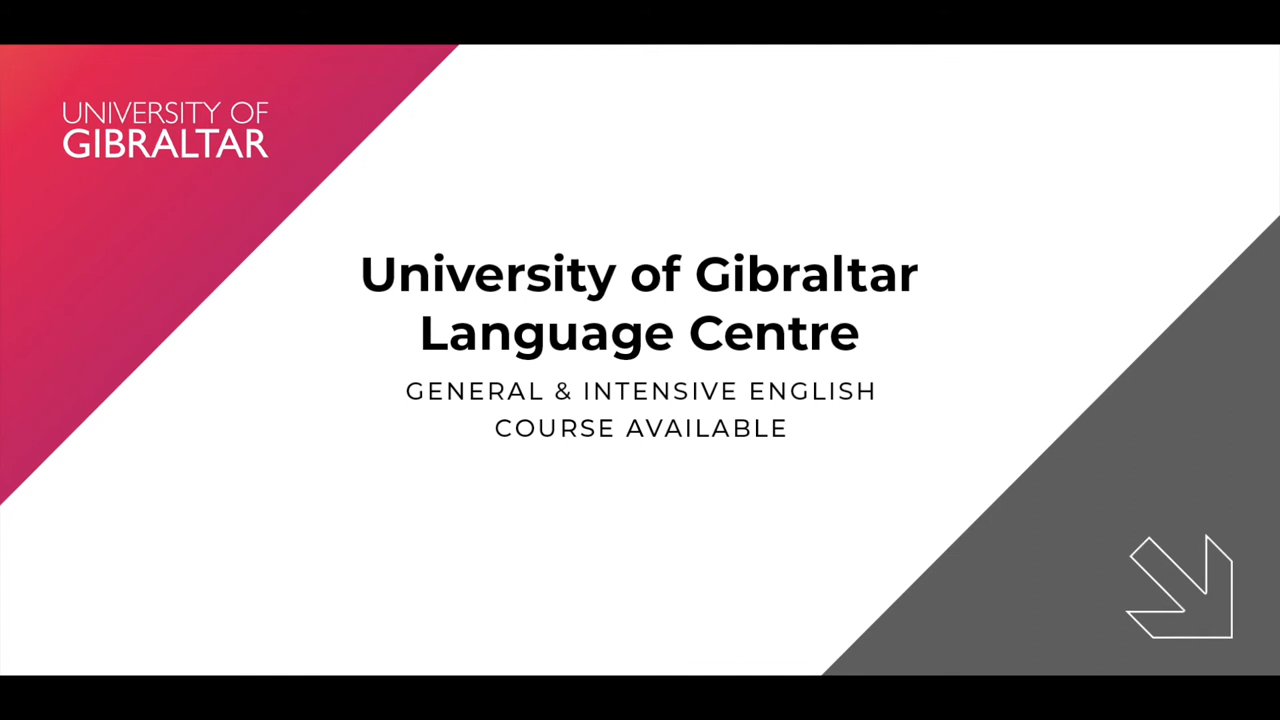 UNIVERSITY OF
GIBRALTAR
University of Gibraltar
Language Centre
GENERAL & INTENSIVE ENGLISH
COURSE AVAILABLE